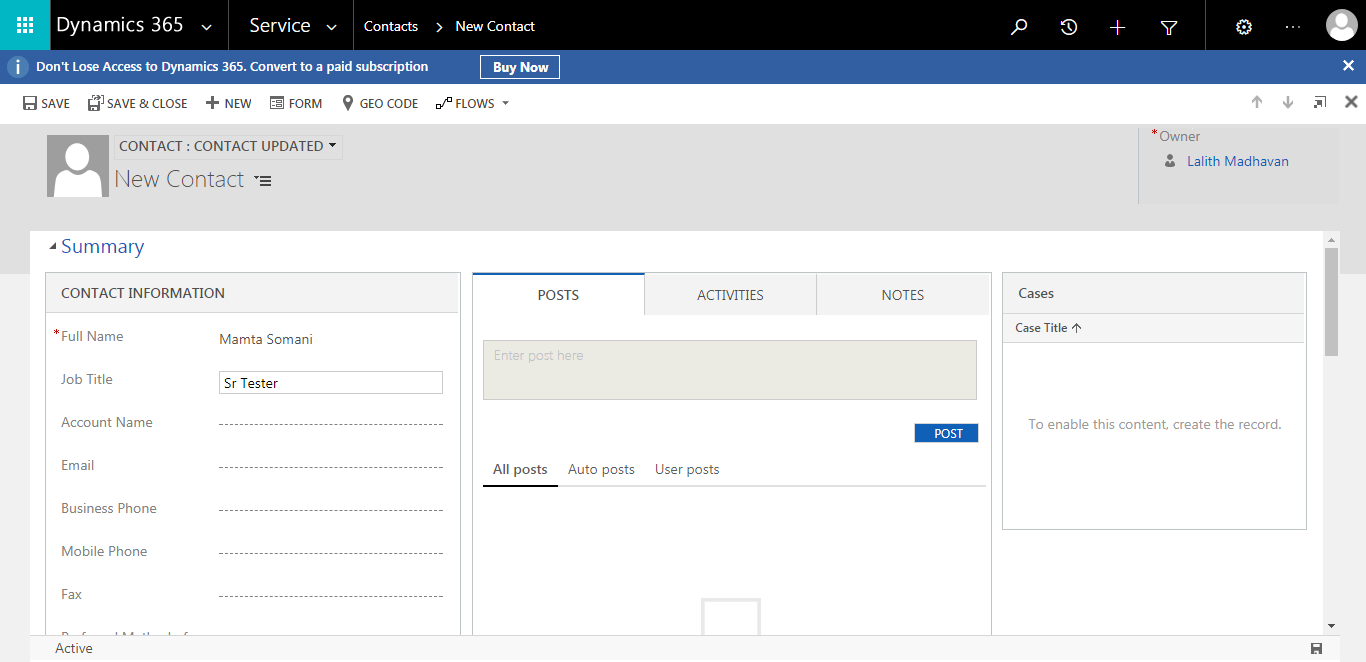 Dynamics 365 Service Contacts > New Contact
Don't Lose Access to Dynamics 365. Convert to a paid subscription Buy Now
SAVE SAVE & CLOSE NEW FORM GEO CODE FLOWS
CONTACT : CONTACT UPDATED
New Contact
*Owner
Lalith Madhavan
Summary
CONTACT INFORMATION
*Full Name Mamta Somani
Job Title Sr Tester
Account Name
Email
Business Phone
Mobile Phone
Fax
POSTS ACTIVITIES NOTES
Enter post here
POST
All posts Auto posts User posts
Cases
Case Title ↑
To enable this content, create the record.
Active